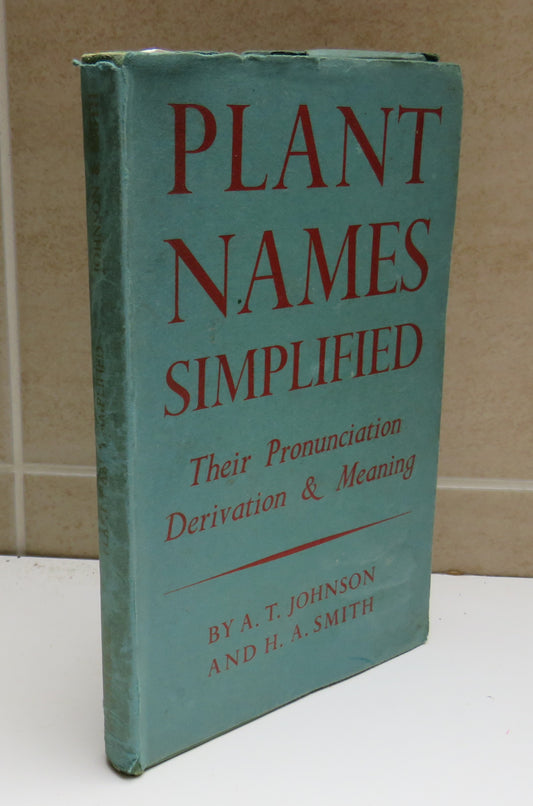 PLANT
NAMES
SIMPLIFIED
Their Pronunciation
Derivation & Meaning
BY A. T. JOHNSON
AND H. A. SMITH